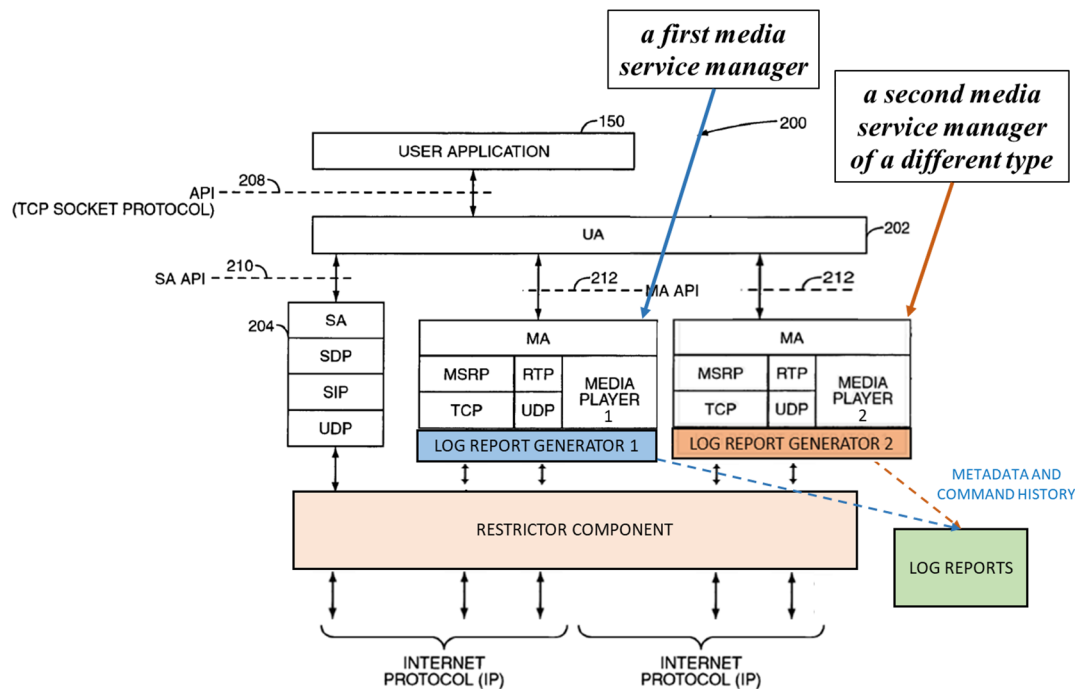 a first media
service manager
a second media
service manager
of a different type
150
200
USER APPLICATION
208
API
(TCP SOCKET PROTOCOL)
UA
202
210
SA API
212
MA API
212
204
SA
SDP
SIP
UDP
MA
MSRP
RTP
TCP
UDP
MEDIA
PLAYER
1
LOG REPORT GENERATOR 1
MA
MSRP
RTP
TCP
UDP
MEDIA
PLAYER
2
LOG REPORT GENERATOR 2
METADATA AND
COMMAND HISTORY
RESTRICTOR COMPONENT
LOG REPORTS
INTERNET
PROTOCOL (IP)
INTERNET
PROTOCOL (IP)